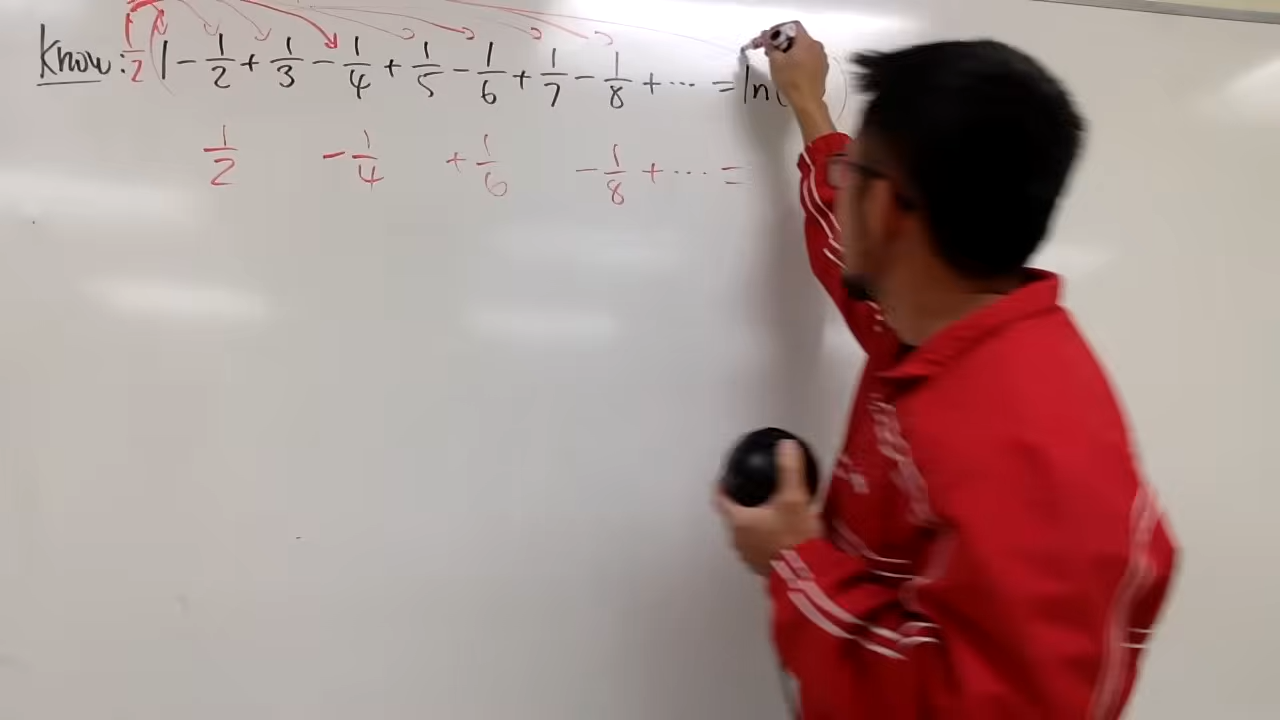 Know: 1/2 (1 - 1/2 + 1/3 - 1/4 + 1/5 - 1/6 + 1/7 - 1/8 + ... = ln(
1/2 - 1/4 + 1/6 - 1/8 + ... =